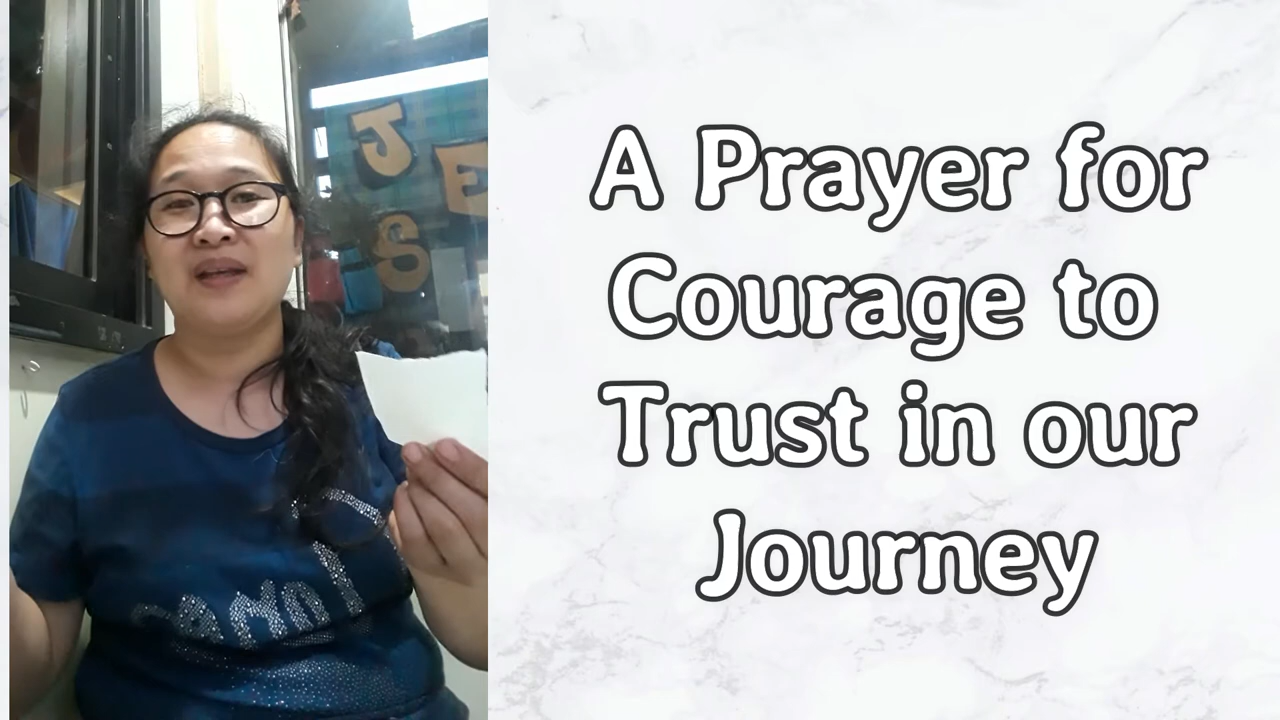 J
E
S
A Prayer for
Courage to
Trust in our
Journey